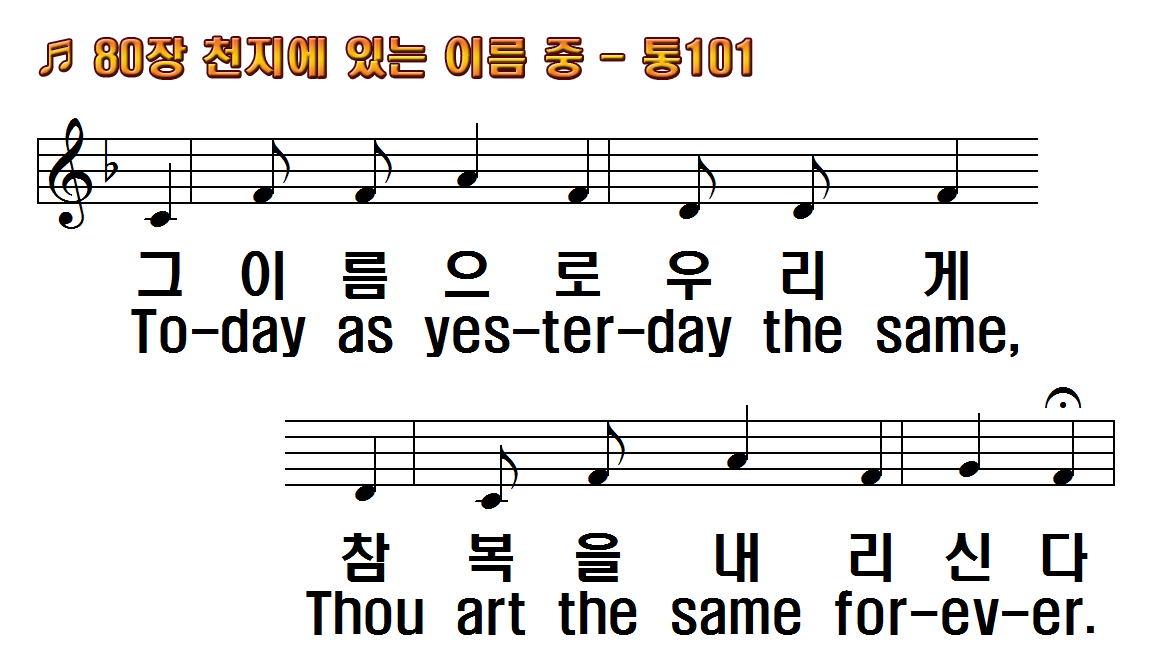 ♬ 80장 천지에 있는 이름 중 - 통101
그 이 름 으 로 우 리 게
To-day as yes-ter-day the same,
참 복 을 내 리 신 다
Thou art the same for-ev-er.